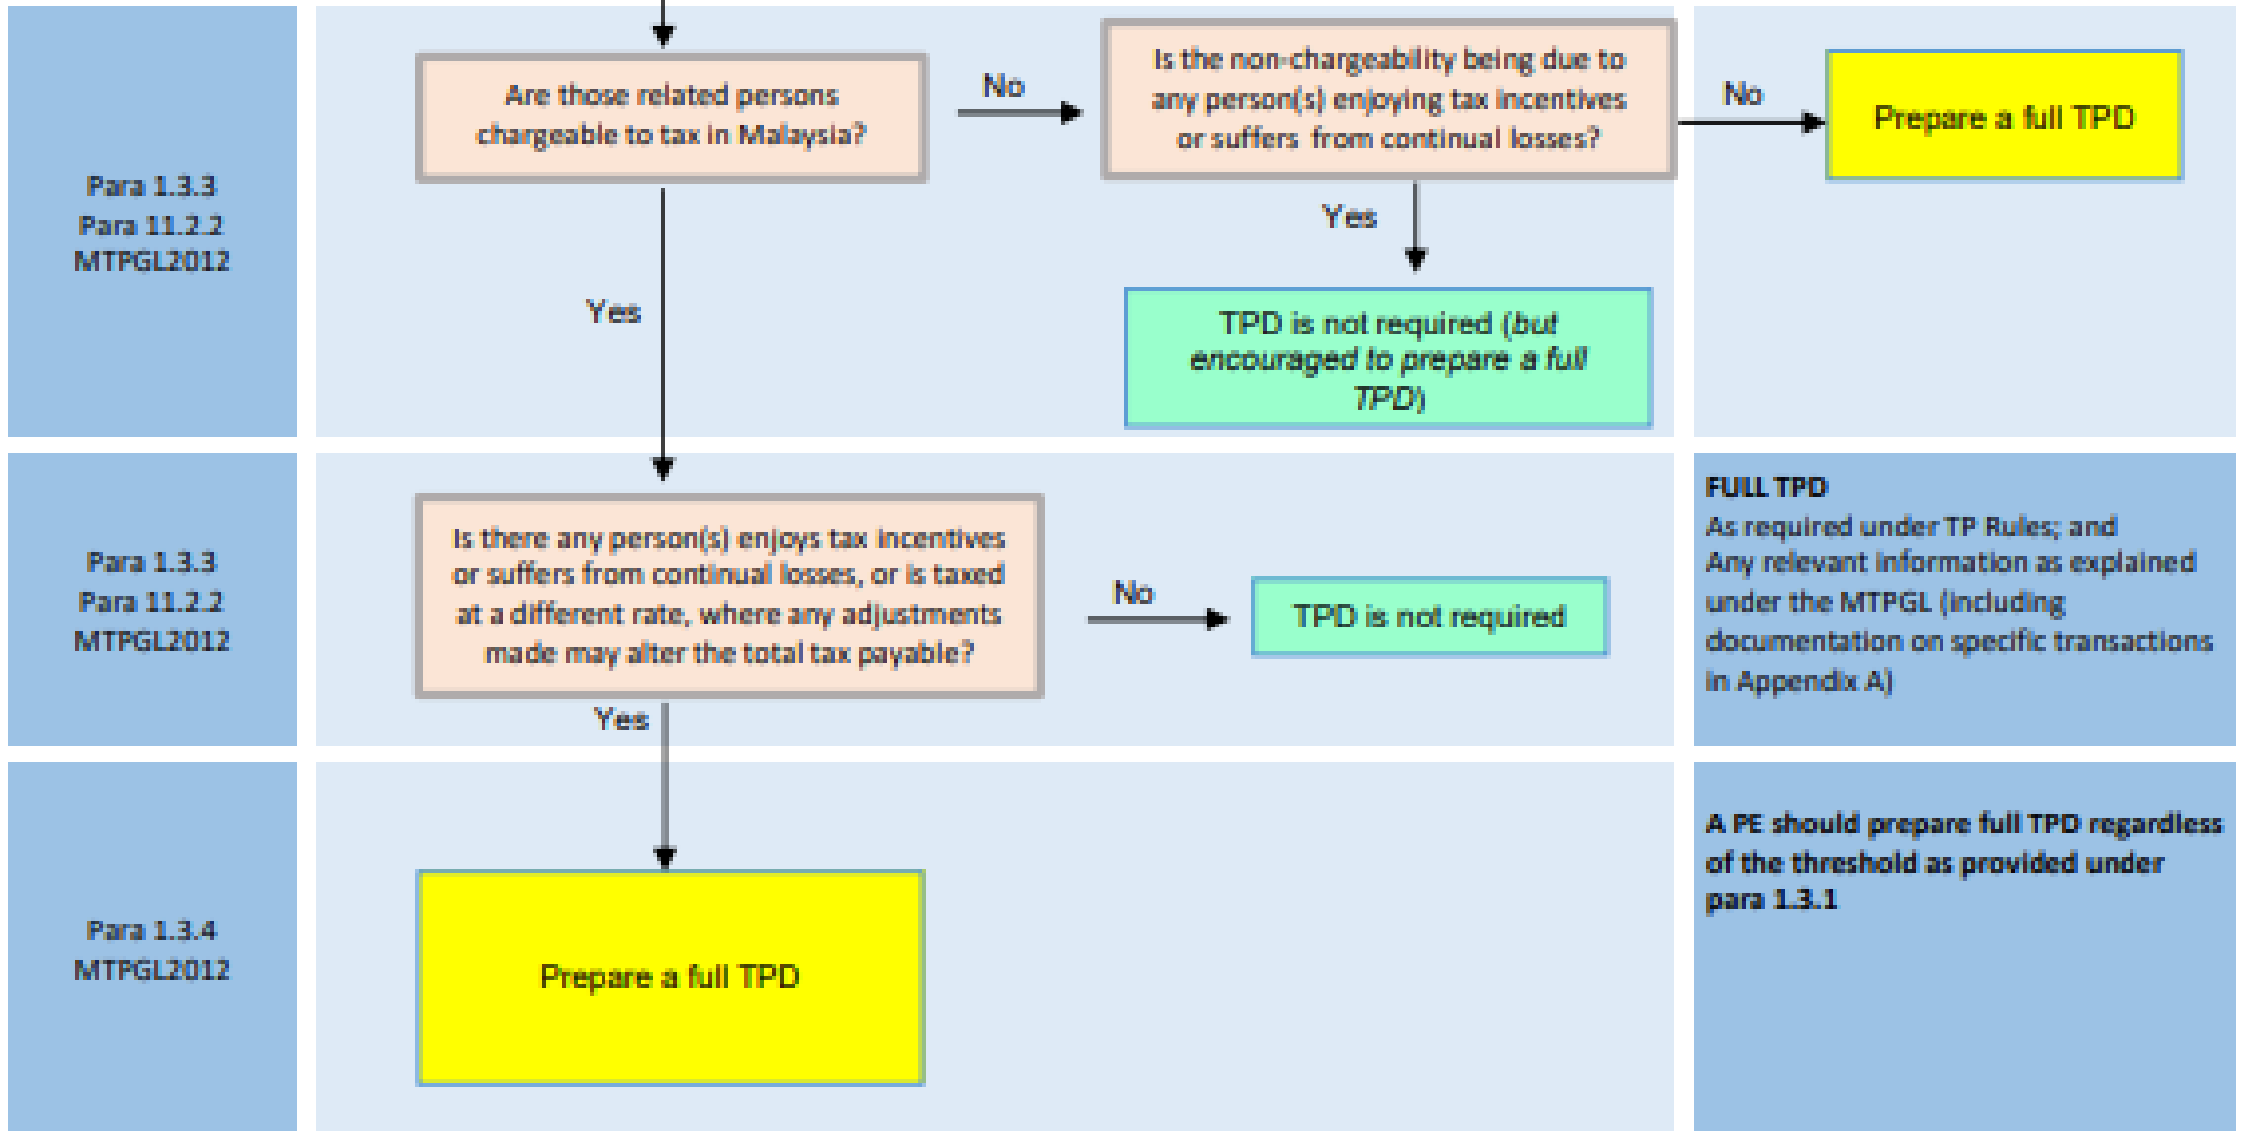 Para 1.3.3
Para 11.2.2
MTPGL2012
Are those related persons
chargeable to tax in Malaysia?
No
Is the non-chargeability being due to
any person(s) enjoying tax incentives
or suffers from continual losses?
No
Prepare a full TPD
Yes
Yes
TPD is not required (but
encouraged to prepare a full
TPD)
Para 1.3.3
Para 11.2.2
MTPGL2012
Is there any person(s) enjoys tax incentives
or suffers from continual losses, or is taxed
at a different rate, where any adjustments
made may alter the total tax payable?
No
TPD is not required
Yes
FULL TPD
As required under TP Rules; and
Any relevant information as explained
under the MTPGL (including
documentation on specific transactions
in Appendix A)
Para 1.3.4
MTPGL2012
Prepare a full TPD
A PE should prepare full TPD regardless
of the threshold as provided under
para 1.3.1